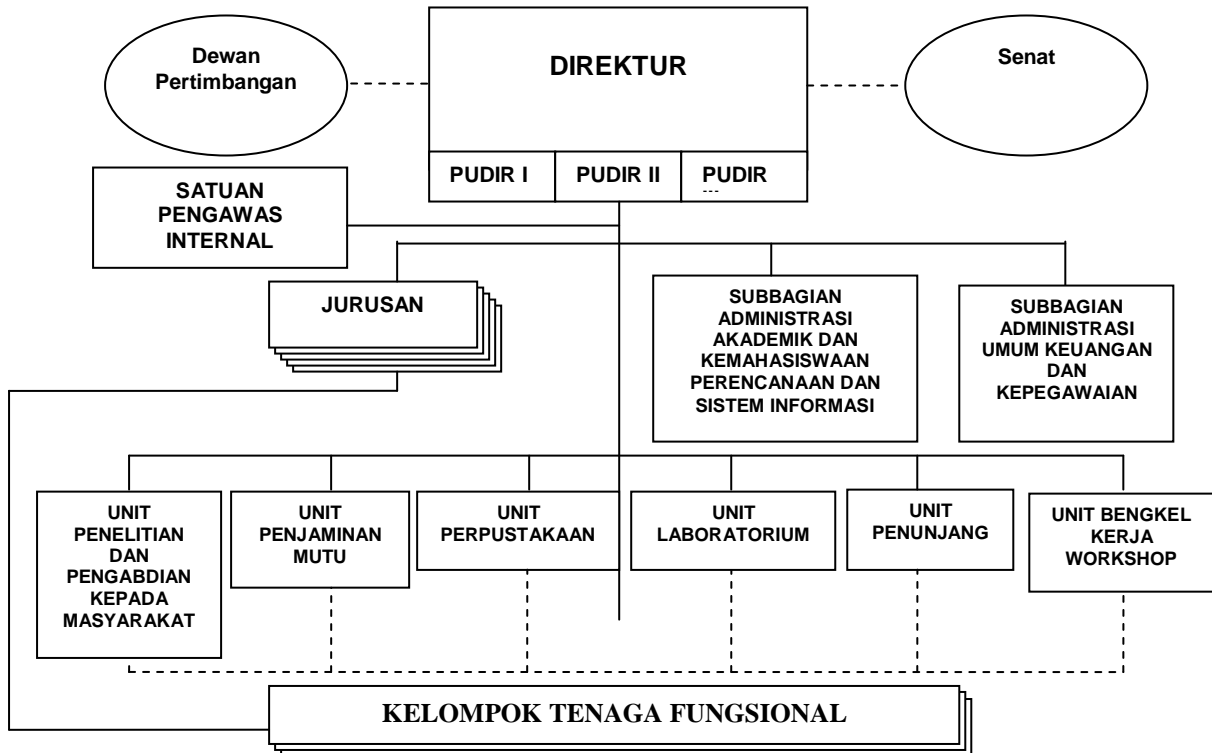 Dewan
Pertimbangan
DIREKTUR
Senat
PUDIR I
PUDIR II
PUDIR
SATUAN
PENGAWAS
INTERNAL
JURUSAN
SUBBAGIAN
ADMINISTRASI
AKADEMIK DAN
KEMAHASISWAAN
PERENCANAAN DAN
SISTEM INFORMASI
SUBBAGIAN
ADMINISTRASI
UMUM KEUANGAN
DAN
KEPEGAWAIAN
UNIT
PENELITIAN
DAN
PENGABDIAN
KEPADA
MASYARAKAT
UNIT
PENJAMINAN
MUTU
UNIT
PERPUSTAKAAN
UNIT
LABORATORIUM
UNIT
PENUNJANG
UNIT BENGKEL
KERJA
WORKSHOP
KELOMPOK TENAGA FUNGSIONAL